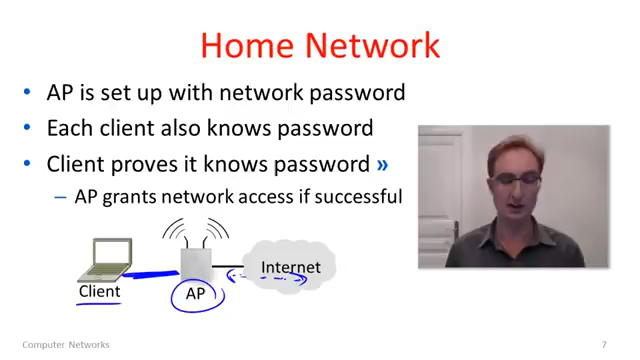 Home Network
• AP is set up with network password
• Each client also knows password
• Client proves it knows password »
– AP grants network access if successful
Internet
Client
AP
Computer Networks
7